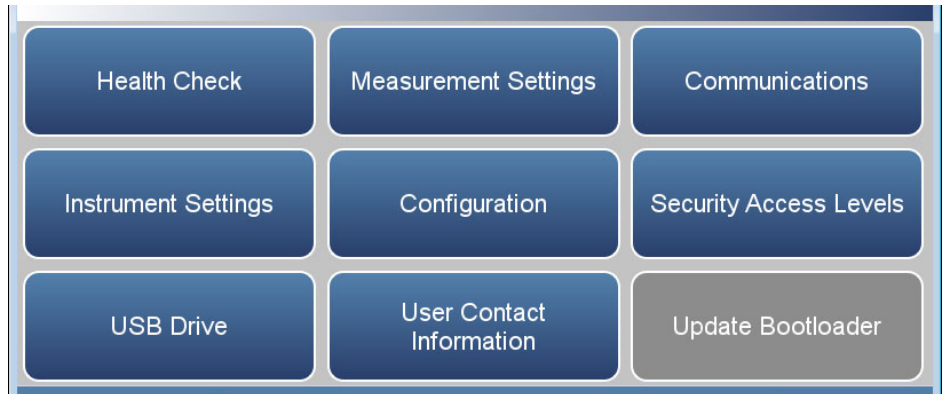 Health Check
Measurement Settings
Communications
Instrument Settings
Configuration
Security Access Levels
USB Drive
User Contact
Information
Update Bootloader